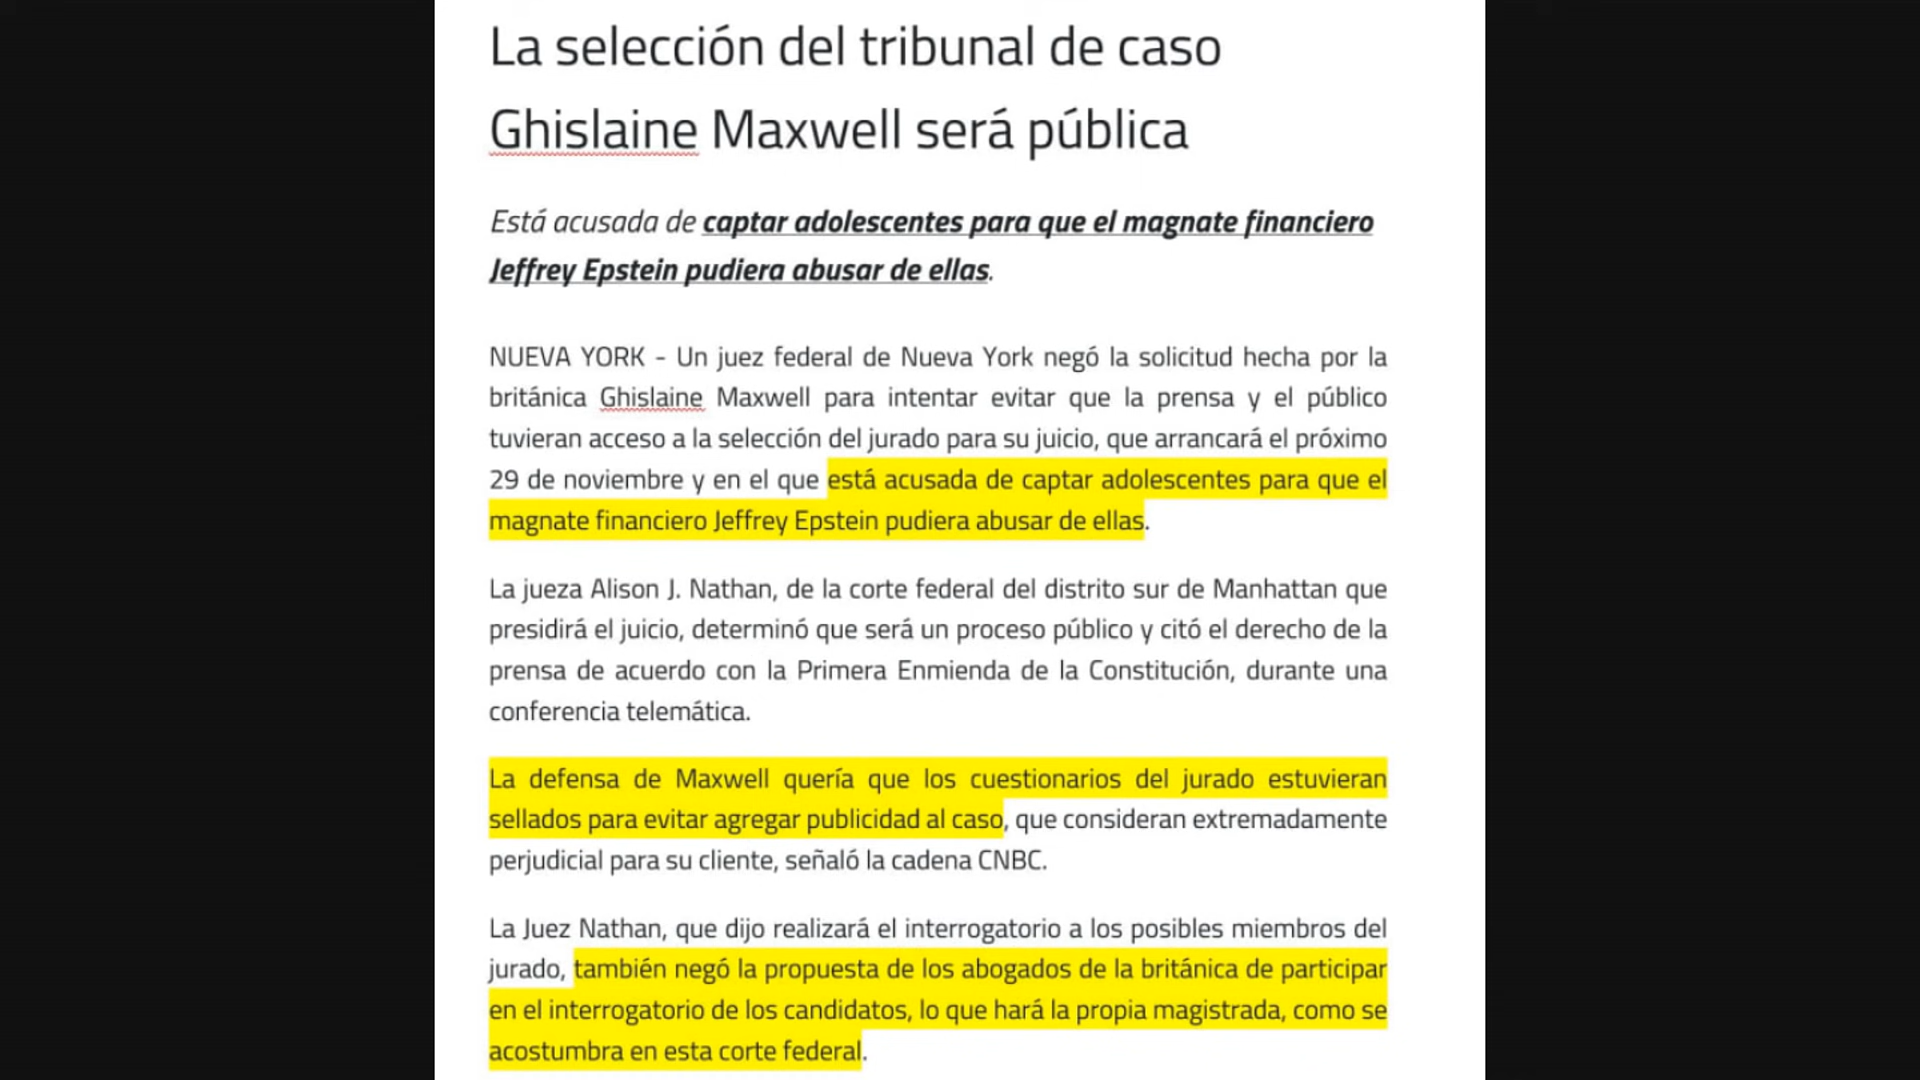 La selección del tribunal de caso
Ghislaine Maxwell será pública
Está acusada de captar adolescentes para que el magnate financiero
Jeffrey Epstein pudiera abusar de ellas.
NUEVA YORK - Un juez federal de Nueva York negó la solicitud hecha por la
británica Ghislaine Maxwell para intentar evitar que la prensa y el público
tuvieran acceso a la selección del jurado para su juicio, que arrancará el próximo
29 de noviembre y en el que está acusada de captar adolescentes para que el
magnate financiero Jeffrey Epstein pudiera abusar de ellas.
La jueza Alison J. Nathan, de la corte federal del distrito sur de Manhattan que
presidirá el juicio, determinó que será un proceso público y citó el derecho de la
prensa de acuerdo con la Primera Enmienda de la Constitución, durante una
conferencia telemática.
La defensa de Maxwell quería que los cuestionarios del jurado estuvieran
sellados para evitar agregar publicidad al caso, que consideran extremadamente
perjudicial para su cliente, señaló la cadena CNBC.
La Juez Nathan, que dijo realizará el interrogatorio a los posibles miembros del
jurado, también negó la propuesta de los abogados de la británica de participar
en el interrogatorio de los candidatos, lo que hará la propia magistrada, como se
acostumbra en esta corte federal.